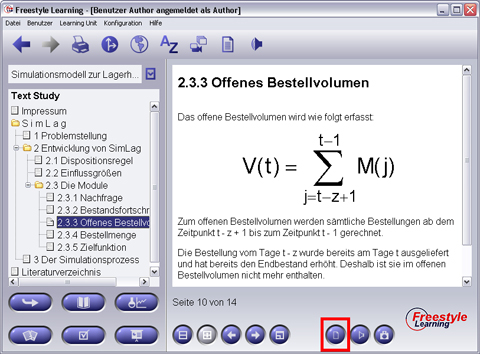 Freestyle Learning - [Benutzer Author angemeldet als Author]
Datei Benutzer Learning Unit Konfiguration Hilfe
Simulationsmodell zur Lagerh...
Text Study
Impressum
S i m L a g
1 Problemstellung
2 Entwicklung von SimLag
2.1 Dispositionsregel
2.2 Einflussgrößen
2.3 Die Module
2.3.1 Nachfrage
2.3.2 Bestandsfortschr
2.3.3 Offenes Bestellvo
2.3.4 Bestellmenge
2.3.5 Zielfunktion
3 Der Simulationsprozess
Literaturverzeichnis
2.3.3 Offenes Bestellvolumen
Das offene Bestellvolumen wird wie folgt erfasst:
t−1
V(t) = ∑ M(j)
j=t−z+1
Zum offenen Bestellvolumen werden sämtliche Bestellungen ab dem
Zeitpunkt t - z + 1 bis zum Zeitpunkt t - 1 gerechnet.
Die Bestellung vom Tage t - z wurde bereits am Tage t ausgeliefert
und hat bereits den Endbestand erhöht. Deshalb ist sie im offenen
Bestellvolumen nicht mehr enthalten.
Seite 10 von 14
Freestyle
Learning